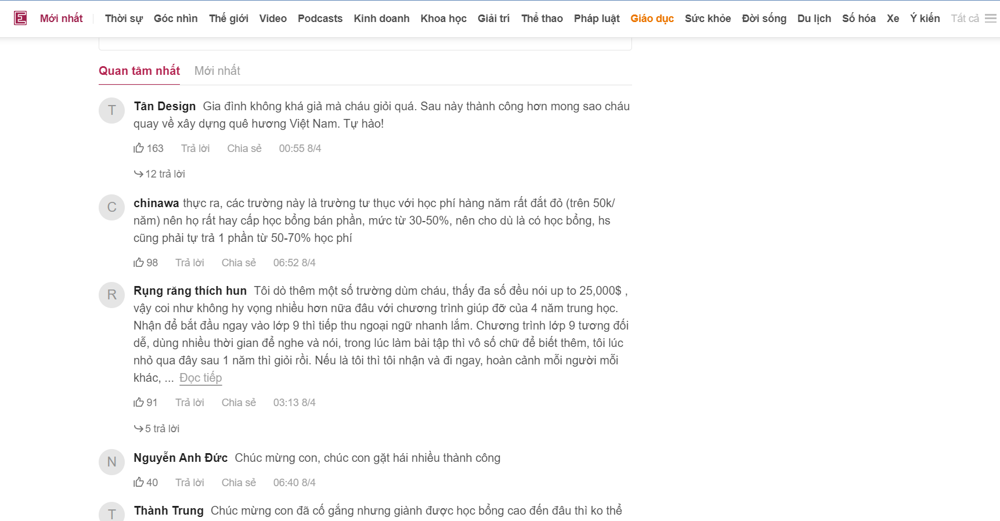 E
Mới nhất Thời sự Góc nhìn Thế giới Video Podcasts Kinh doanh Khoa học Giải trí Thể thao Pháp luật Giáo dục Sức khỏe Đời sống Du lịch Số hóa Xe Ý kiến Tất cả
Quan tâm nhất Mới nhất
T
Tân Design Gia đình không khá giả mà cháu giỏi quá. Sau này thành công hơn mong sao cháu
quay về xây dựng quê hương Việt Nam. Tự hào!
163 Trả lời Chia sẻ 00:55 8/4
12 trả lời
C
chinawa thực ra, các trường này là trường tư thục với học phí hàng năm rất đắt đỏ (trên 50k/
năm) nên họ rất hay cấp học bổng bán phần, mức từ 30-50%, nên cho dù là có học bổng, hs
cũng phải tự trả 1 phần từ 50-70% học phí
98 Trả lời Chia sẻ 06:52 8/4
R
Rụng răng thích hun Tôi dò thêm một số trường dùm cháu, thấy đa số đều nói up to 25,000$ ,
vậy coi như không hy vọng nhiều hơn nữa đâu với chương trình giúp đỡ của 4 năm trung học.
Nhận để bắt đầu ngay vào lớp 9 thì tiếp thu ngoại ngữ nhanh lắm. Chương trình lớp 9 tương đối
dễ, dùng nhiều thời gian để nghe và nói, trong lúc làm bài tập thì vô số chữ để biết thêm, tôi lúc
nhỏ qua đây sau 1 năm thì giỏi rồi. Nếu là tôi thì tôi nhận và đi ngay, hoàn cảnh mỗi người mỗi
khác, ... Đọc tiếp
91 Trả lời Chia sẻ 03:13 8/4
5 trả lời
N
Nguyễn Anh Đức Chúc mừng con, chúc con gặt hái nhiều thành công
40 Trả lời Chia sẻ 06:40 8/4
T
Thành Trung Chúc mừng con đã cố gắng nhưng giành được học bổng cao đến đâu thì ko thể